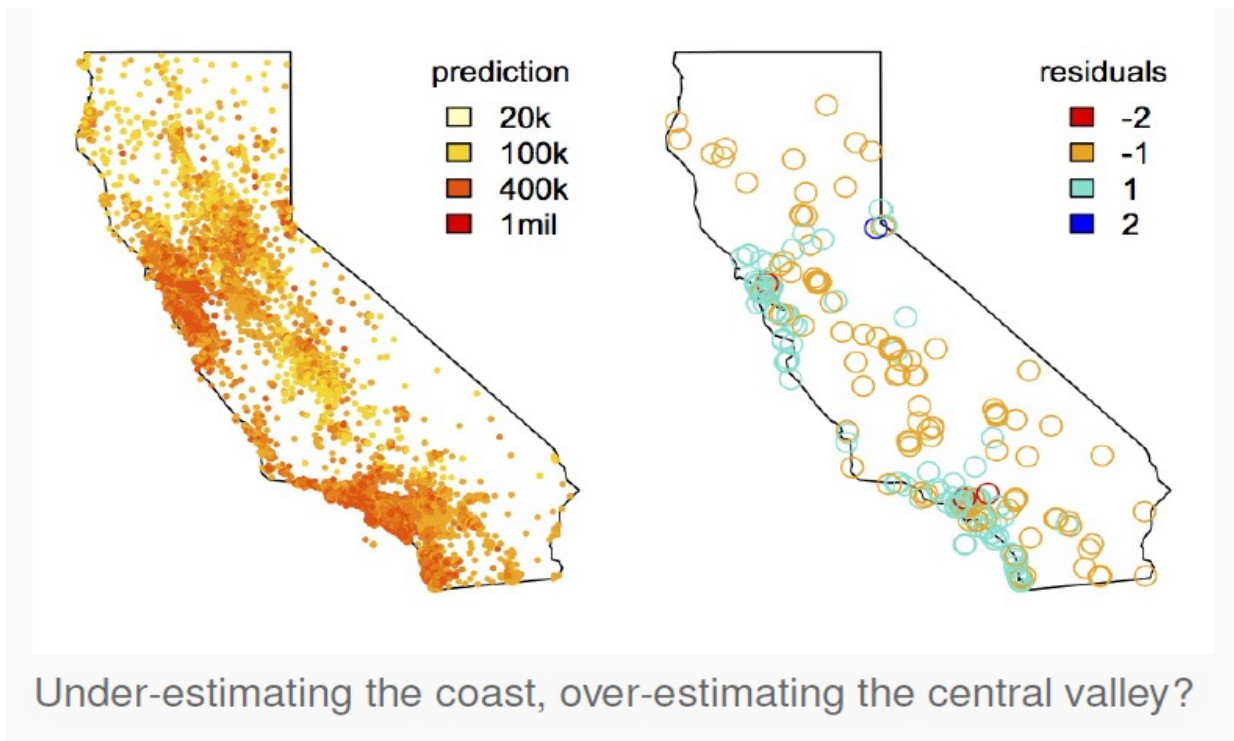 prediction
20k
100k
400k
1mil
residuals
-2
-1
1
2
Under-estimating the coast, over-estimating the central valley?